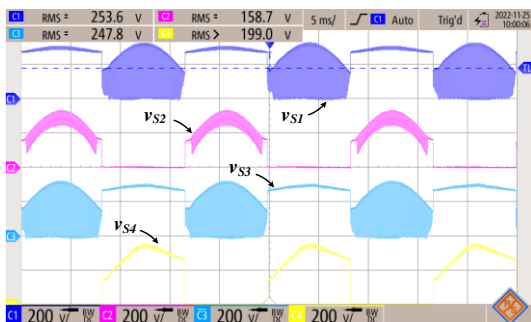 C1 RMS = 253.6 V C2 RMS = 158.7 V 5 ms/ C1 Auto Trig'd 2022-11-25
C3 RMS = 247.8 V C4 RMS > 199.0 V 10:00:06
TL
C1
vS2
vS1
C2
vS3
vS4
C3
C1 200 V/ BW DC C2 200 V/ BW DC C3 200 V/ BW DC C4 200 V/ BW DC